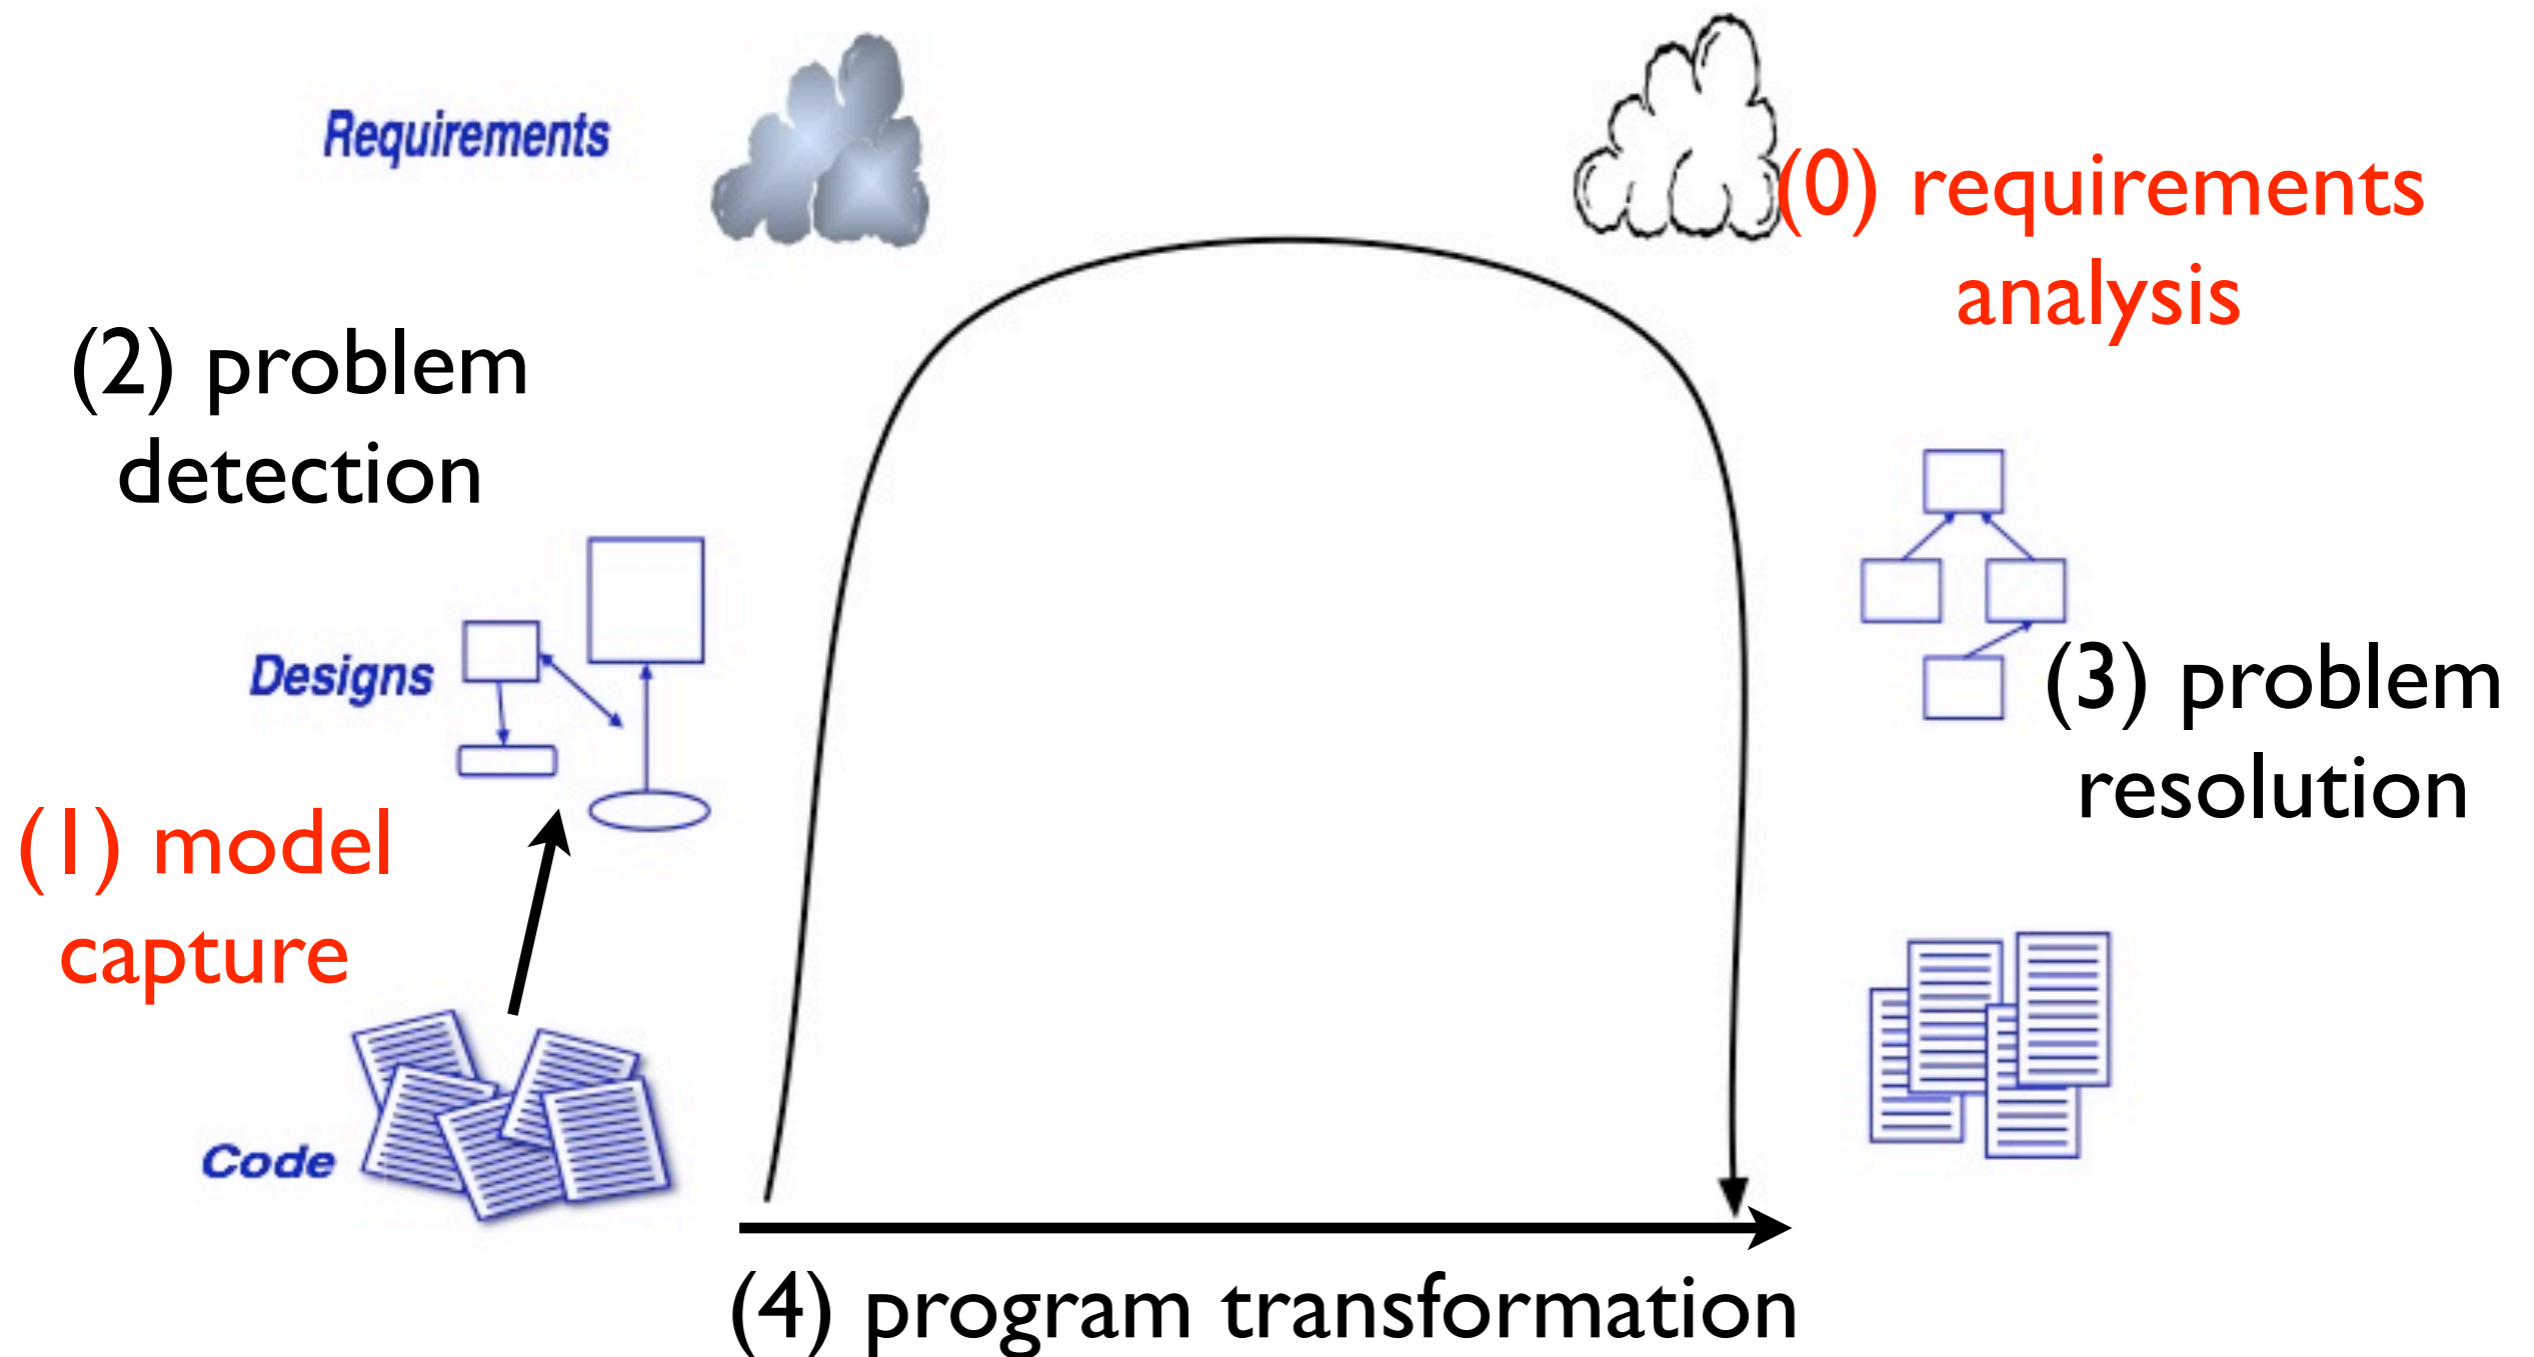 Requirements
(0) requirements
analysis
(2) problem
detection
Designs
(3) problem
resolution
(1) model
capture
Code
(4) program transformation